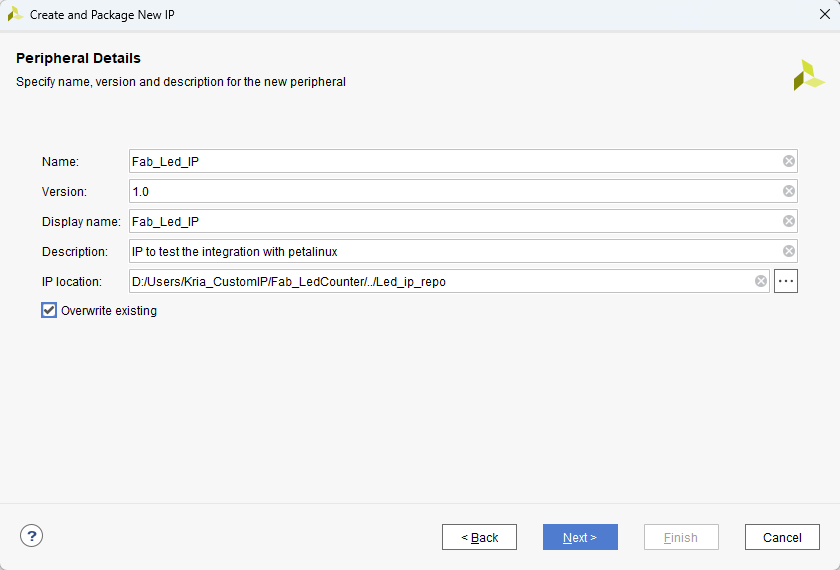 Create and Package New IP
Peripheral Details
Specify name, version and description for the new peripheral
Name: Fab_Led_IP
Version: 1.0
Display name: Fab_Led_IP
Description: IP to test the integration with petalinux
IP location: D:/Users/Kria_CustomIP/Fab_LedCounter/../Led_ip_repo ...
Overwrite existing
? < Back Next > Finish Cancel